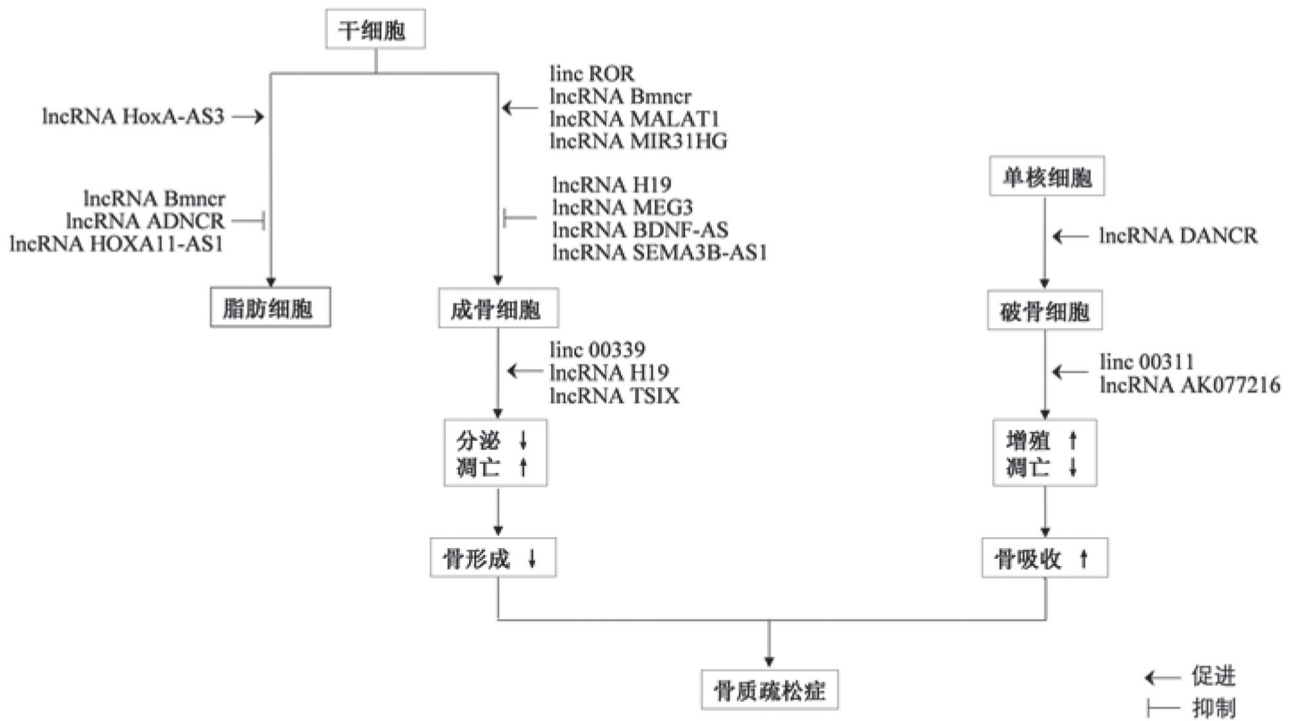 干细胞
lncRNA HoxA-AS3
linc ROR
lncRNA Bmncr
lncRNA MALAT1
lncRNA MIR31HG
lncRNA Bmncr
lncRNA ADNCR
lncRNA HOXA11-AS1
lncRNA H19
lncRNA MEG3
lncRNA BDNF-AS
lncRNA SEMA3B-AS1
单核细胞
lncRNA DANCR
脂肪细胞
成骨细胞
破骨细胞
linc 00339
lncRNA H19
lncRNA TSIX
linc 00311
lncRNA AK077216
分泌 ↓
凋亡 ↑
增殖 ↑
凋亡 ↓
骨形成 ↓
骨吸收 ↑
骨质疏松症
促进
抑制